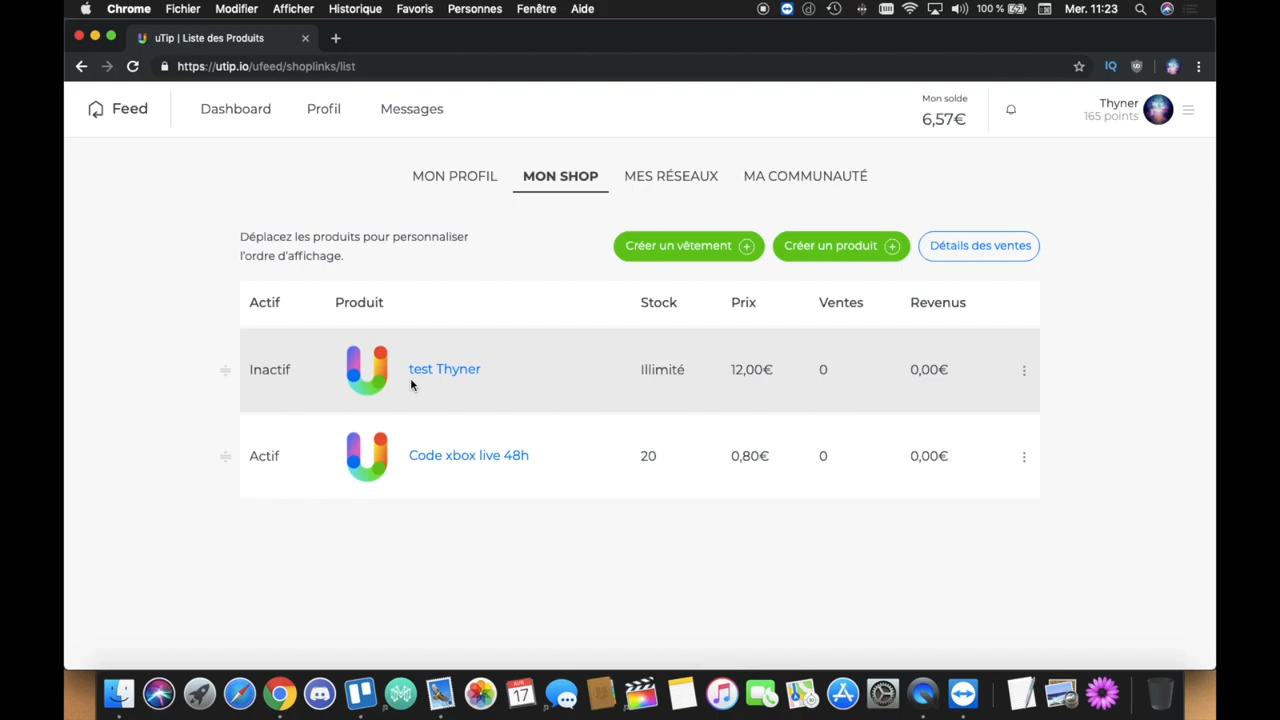 Chrome Fichier Modifier Afficher Historique Favoris Personnes Fenêtre Aide 100 % Mer. 11:23
uTip | Liste des Produits
https://utip.io/ufeed/shoplinks/list
Feed Dashboard Profil Messages
Mon solde
6,57€
Thyner
165 points
MON PROFIL MON SHOP MES RÉSEAUX MA COMMUNAUTÉ
Déplacez les produits pour personnaliser
l'ordre d'affichage.
Créer un vêtement Créer un produit Détails des ventes
Actif Produit Stock Prix Ventes Revenus
Inactif test Thyner Illimité 12,00€ 0 0,00€
Actif Code xbox live 48h 20 0,80€ 0 0,00€
AVR
17